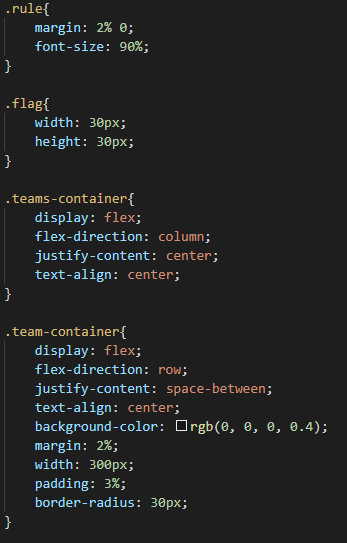 .rule{
margin: 2% 0;
font-size: 90%;
}
.flag{
width: 30px;
height: 30px;
}
.teams-container{
display: flex;
flex-direction: column;
justify-content: center;
text-align: center;
}
.team-container{
display: flex;
flex-direction: row;
justify-content: space-between;
text-align: center;
background-color: rgb(0, 0, 0, 0.4);
margin: 2%;
width: 300px;
padding: 3%;
border-radius: 30px;
}